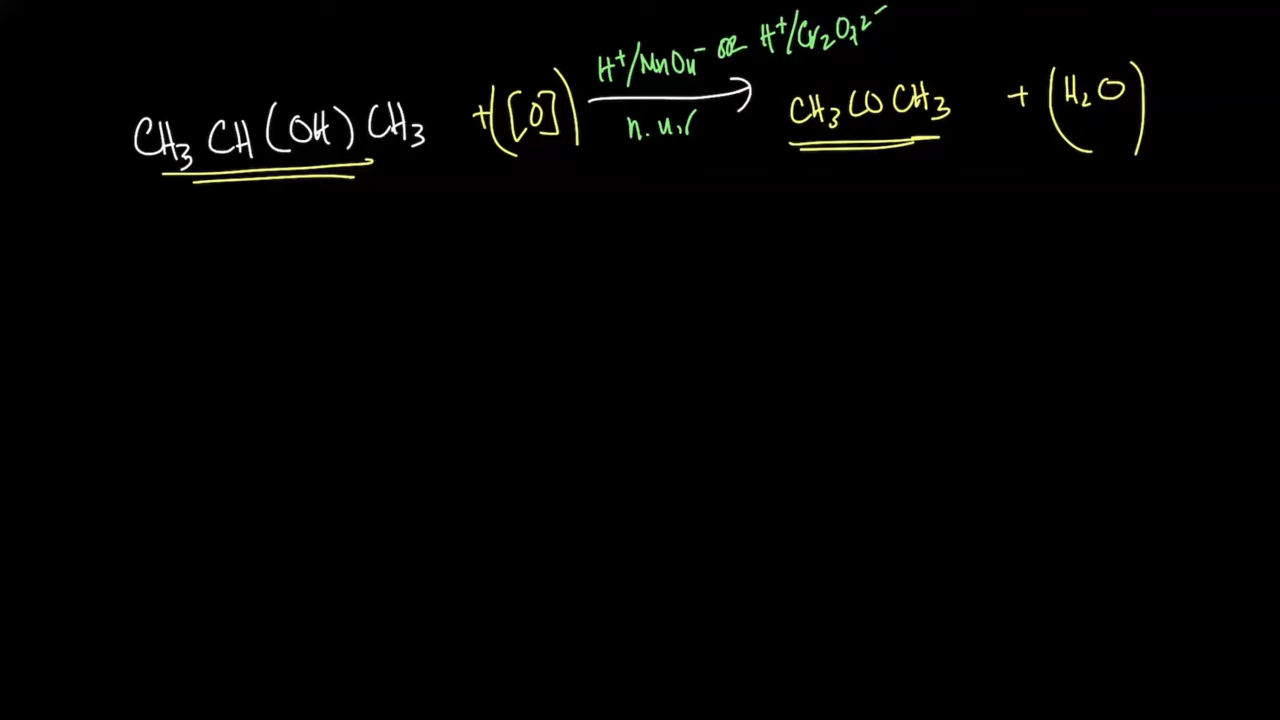 H⁺/MnO₄⁻ or H⁺/Cr₂O₇²⁻
CH₃CH(OH)CH₃ + ([O]) ⟶ CH₃COCH₃ + (H₂O)
h.u.r